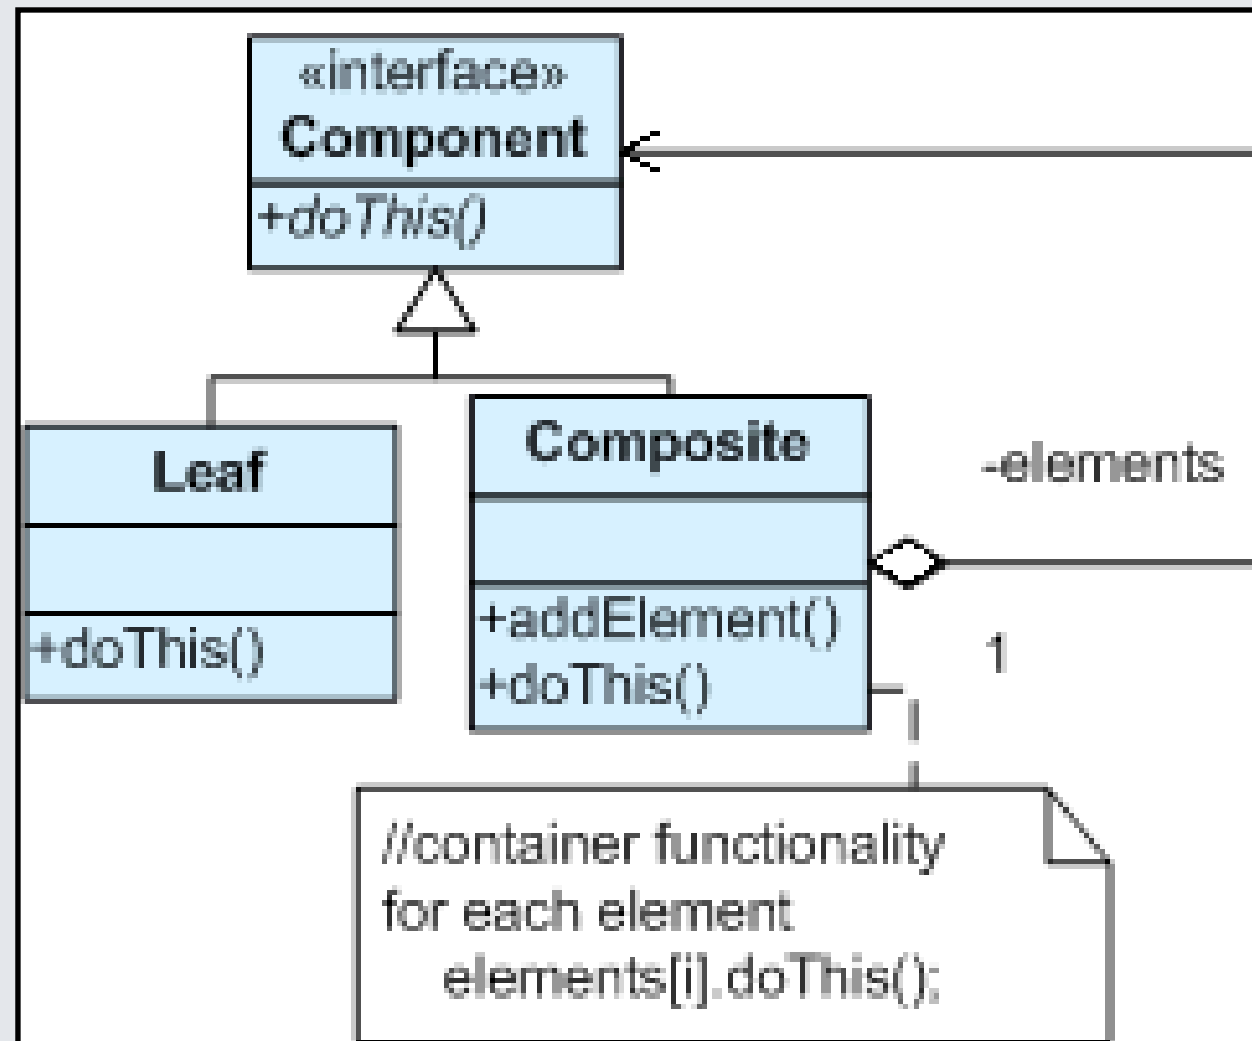 «interface»
Component
+doThis()
Leaf
+doThis()
Composite
+addElement()
+doThis()
-elements
1
//container functionality
for each element
elements[i].doThis();